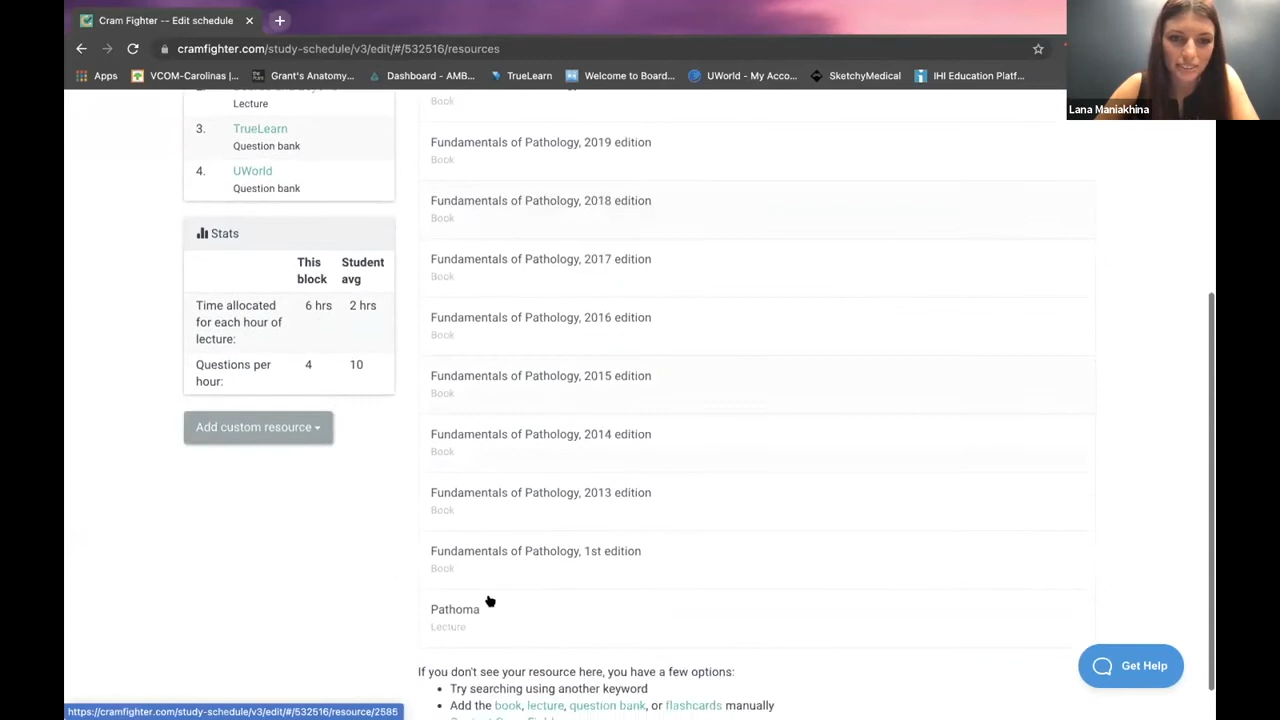 Cram Fighter -- Edit schedule
cramfighter.com/study-schedule/v3/edit/#/532516/resources
Apps
VCOM-Carolinas |...
Grant's Anatomy...
Dashboard - AMB...
TrueLearn
Welcome to Board...
UWorld - My Acco...
SketchyMedical
IHI Education Platf...
Lana Maniakhina
Lecture
3. TrueLearn
Question bank
4. UWorld
Question bank
Stats
This block
Student avg
Time allocated for each hour of lecture: 6 hrs 2 hrs
Questions per hour: 4 10
Add custom resource
Book
Fundamentals of Pathology, 2019 edition
Book
Fundamentals of Pathology, 2018 edition
Book
Fundamentals of Pathology, 2017 edition
Book
Fundamentals of Pathology, 2016 edition
Book
Fundamentals of Pathology, 2015 edition
Book
Fundamentals of Pathology, 2014 edition
Book
Fundamentals of Pathology, 2013 edition
Book
Fundamentals of Pathology, 1st edition
Book
Pathoma
Lecture
If you don't see your resource here, you have a few options:
• Try searching using another keyword
• Add the book, lecture, question bank, or flashcards manually
Get Help
https://cramfighter.com/study-schedule/v3/edit/#/532516/resource/2585